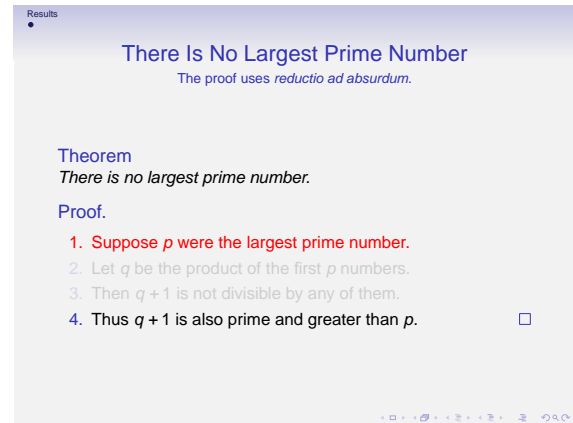 Results
There Is No Largest Prime Number
The proof uses reductio ad absurdum.
Theorem
There is no largest prime number.
Proof.
1. Suppose p were the largest prime number.
2. Let q be the product of the first p numbers.
3. Then q + 1 is not divisible by any of them.
4. Thus q + 1 is also prime and greater than p.